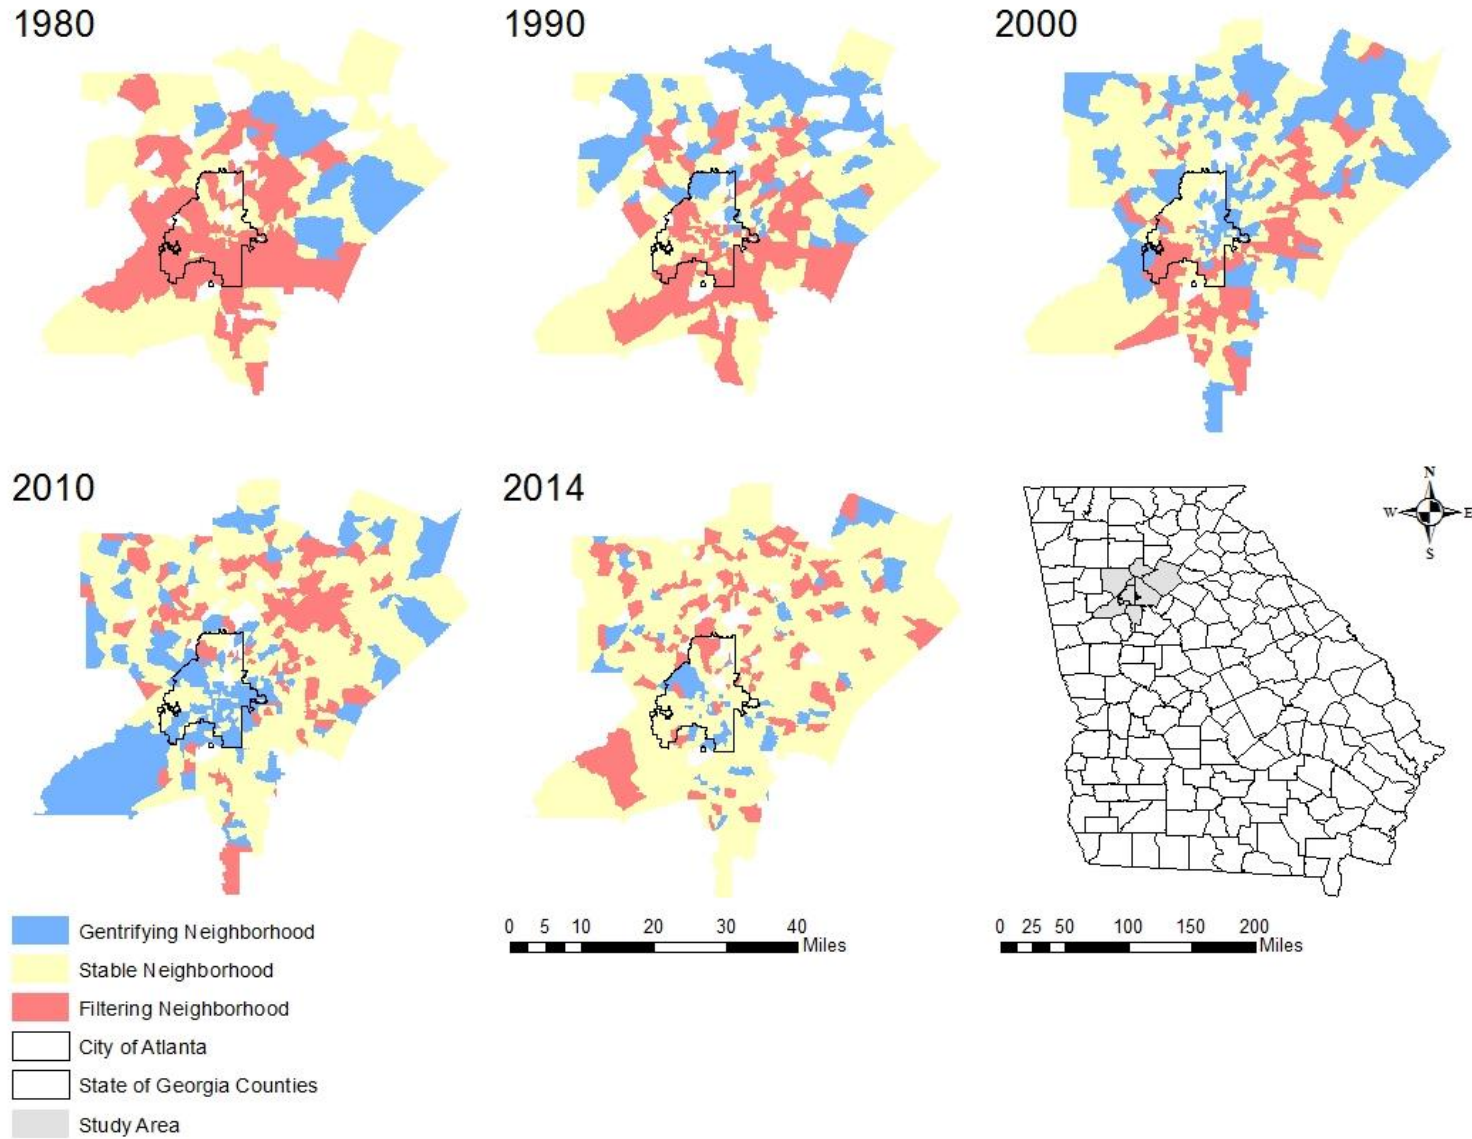 1980
1990
2000
2010
2014
N
W E
S
Gentrifying Neighborhood
Stable Neighborhood
Filtering Neighborhood
City of Atlanta
State of Georgia Counties
Study Area
0 5 10 20 30 40
Miles
0 25 50 100 150 200
Miles